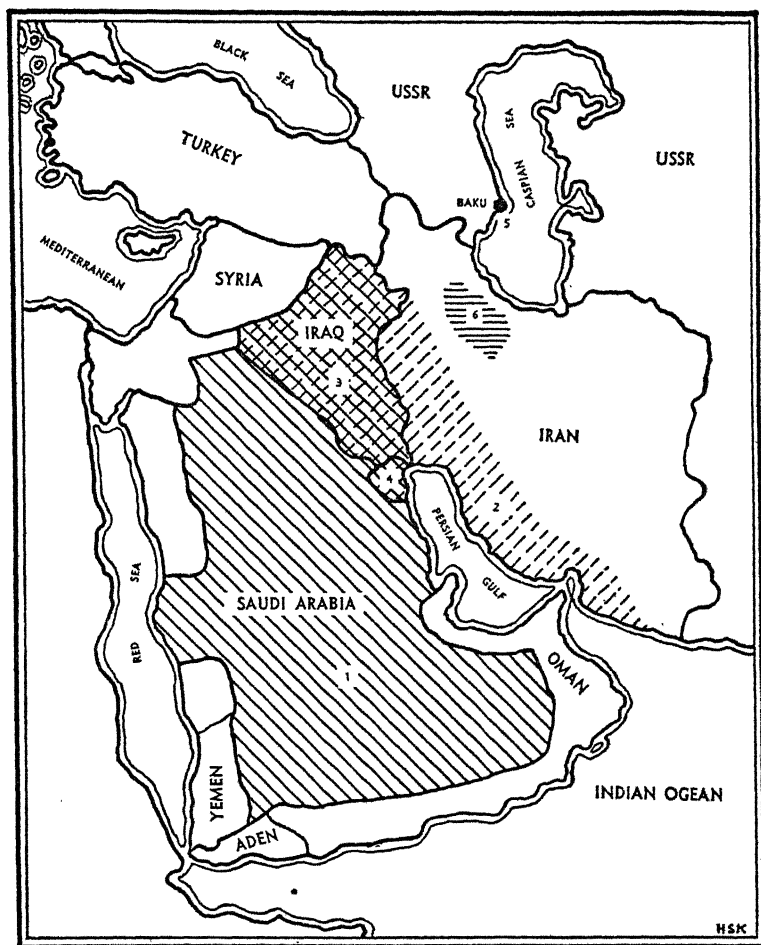 BLACK
SEA
USSR
CASPIAN
SEA
USSR
TURKEY
BAKU
5
MEDITERRANEAN
SYRIA
6
IRAQ
3
IRAN
4
2
PERSIAN
GULF
RED
SEA
SAUDI ARABIA
1
OMAN
YEMEN
INDIAN OGEAN
ADEN
HSK